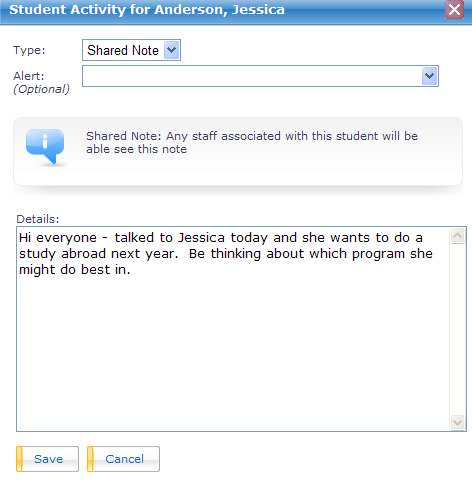 Student Activity for Anderson, Jessica
Type: Shared Note
Alert:
(Optional)
Shared Note: Any staff associated with this student will be
able see this note
Details:
Hi everyone - talked to Jessica today and she wants to do a
study abroad next year.  Be thinking about which program she
might do best in.
Save Cancel